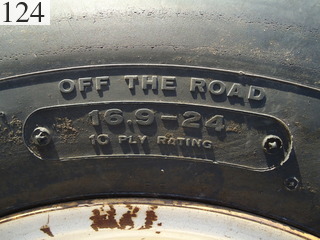 124
OFF THE ROAD
16.9-24
10 PLY RATING